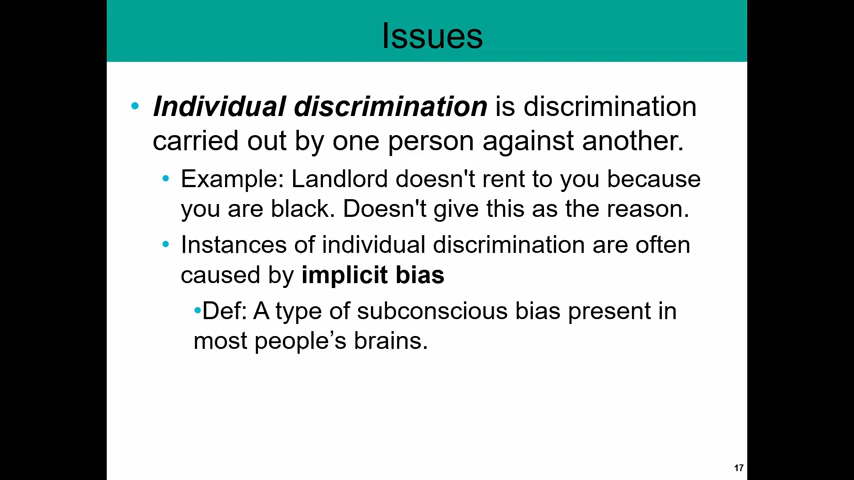 Issues
• Individual discrimination is discrimination
carried out by one person against another.
• Example: Landlord doesn't rent to you because
you are black. Doesn't give this as the reason.
• Instances of individual discrimination are often
caused by implicit bias
•Def: A type of subconscious bias present in
most people’s brains.
17